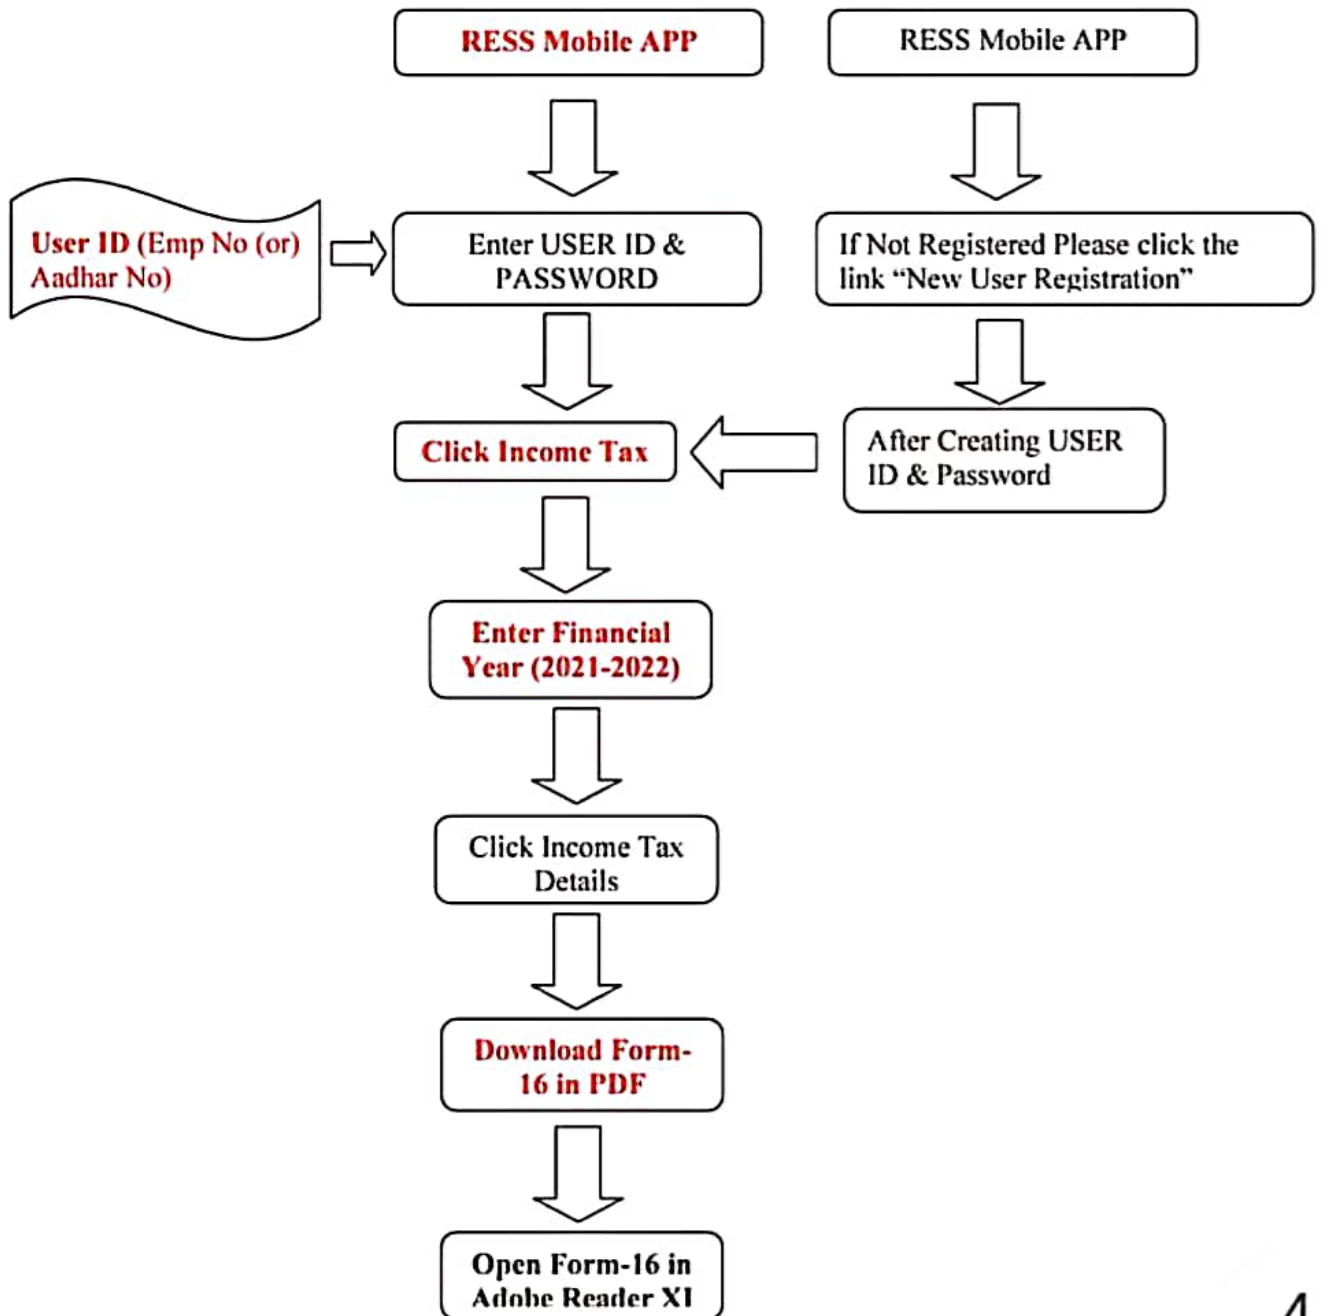 RESS Mobile APP
RESS Mobile APP
User ID (Emp No (or)
Aadhar No)
Enter USER ID &
PASSWORD
If Not Registered Please click the
link “New User Registration”
Click Income Tax
After Creating USER
ID & Password
Enter Financial
Year (2021-2022)
Click Income Tax
Details
Download Form-
16 in PDF
Open Form-16 in
Adobe Reader XI
4